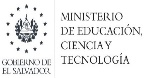 MINISTERIO
DE EDUCACIÓN,
CIENCIA Y
TECNOLOGÍA
GOBIERNO DE
EL SALVADOR